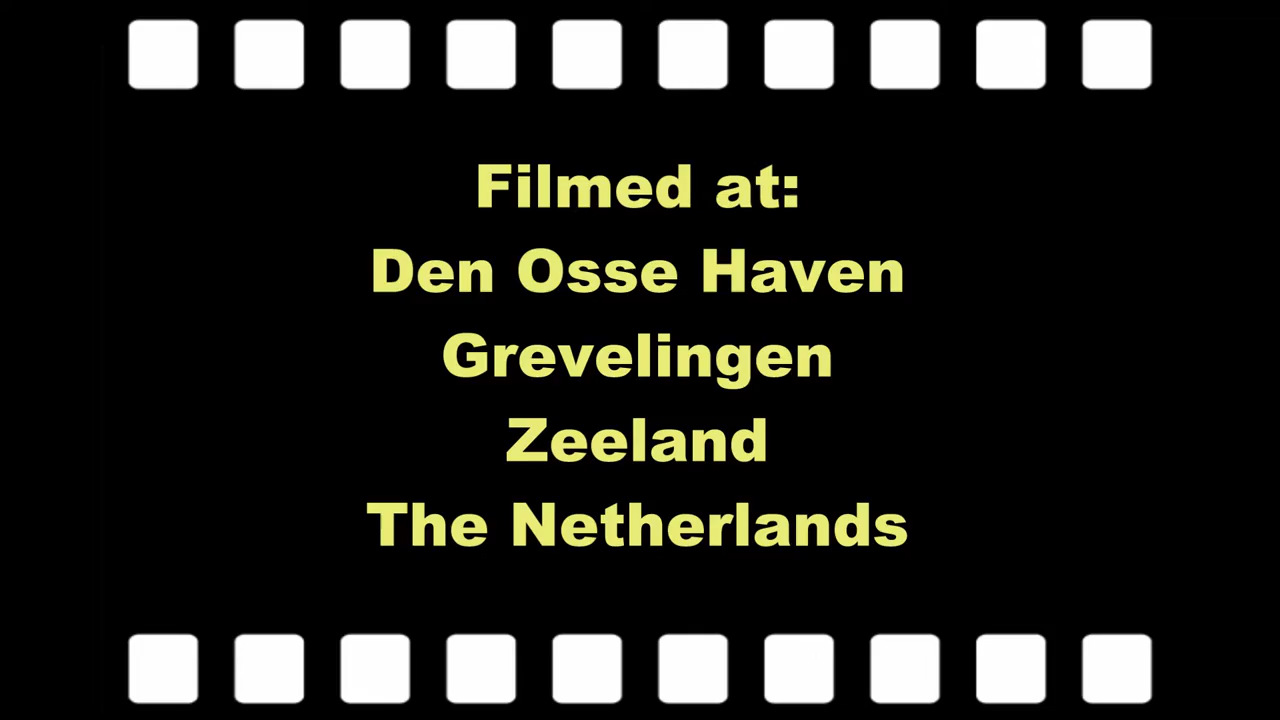 Filmed at:
Den Osse Haven
Grevelingen
Zeeland
The Netherlands